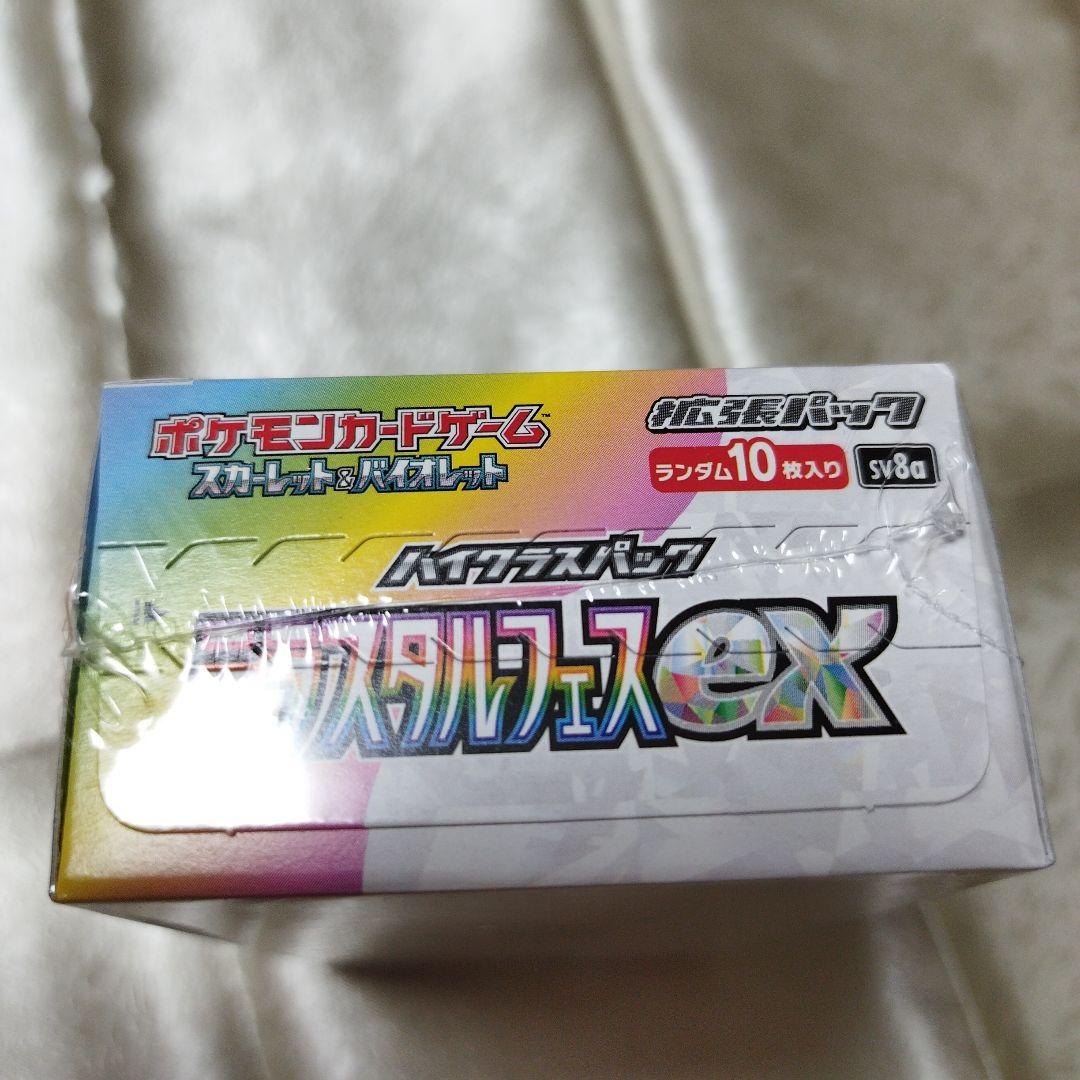 ポケモンカードゲーム™
スカーレット&バイオレット
拡張パック
ランダム10枚入り
sv8a
ハイクラスパック
スタルフェスex